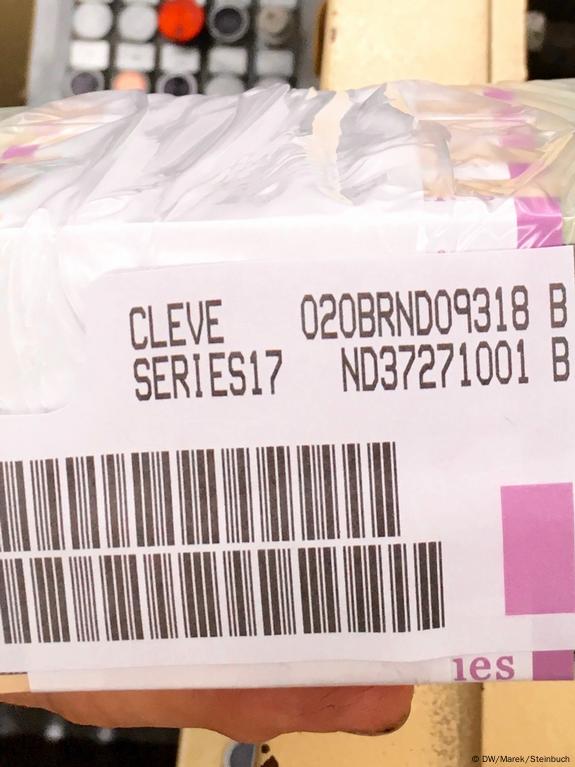 CLEVE 020BRND09318 B
SERIES17 ND37271001 B
ies
© DW/Marek/Steinbuch